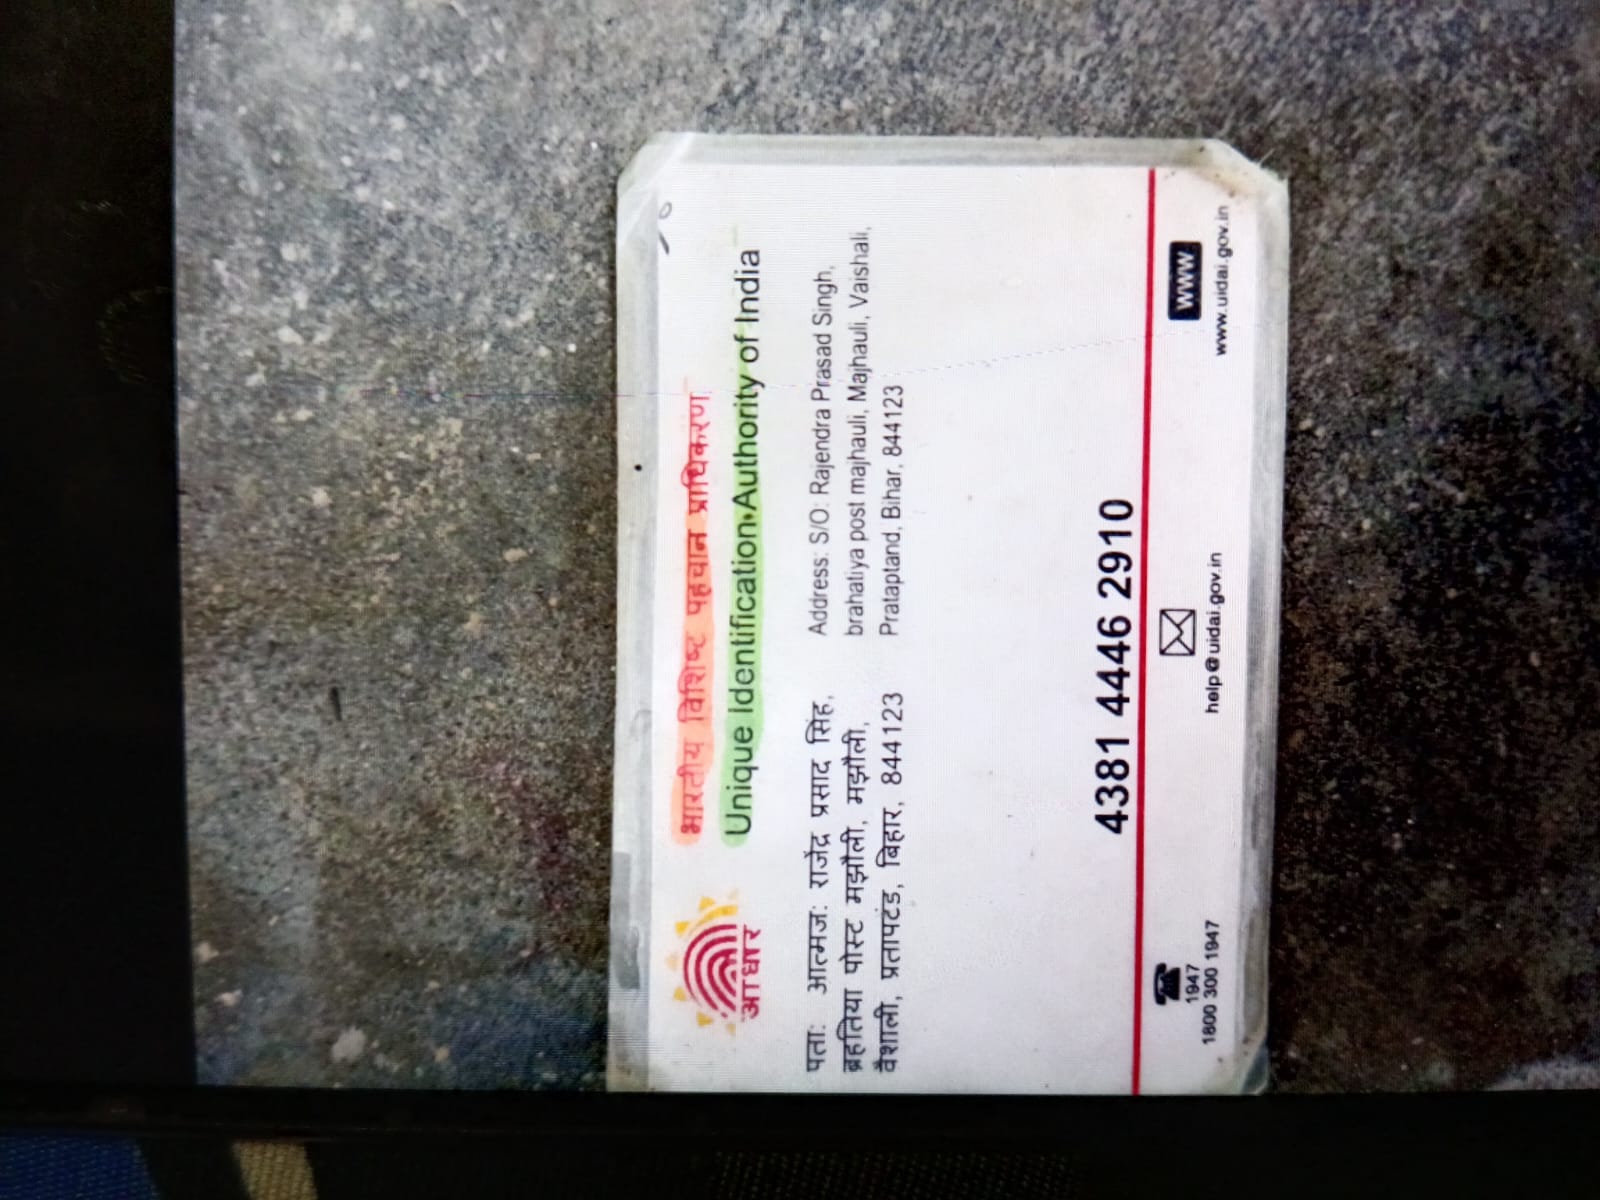 भारतीय विशिष्ट पहचान प्राधिकरण
Unique Identification Authority of India
आधार
पता: आत्मज: राजेंद्र प्रसाद सिंह,
ब्रहतिया पोस्ट मझौली, मझौली,
वैशाली, प्रतापटंड, बिहार, 844123
Address: S/O: Rajendra Prasad Singh,
brahatiya post majhauli, Majhauli, Vaishali,
Prataptand, Bihar, 844123
4381 4446 2910
1947
1800 300 1947
help@uidai.gov.in
www
www.uidai.gov.in